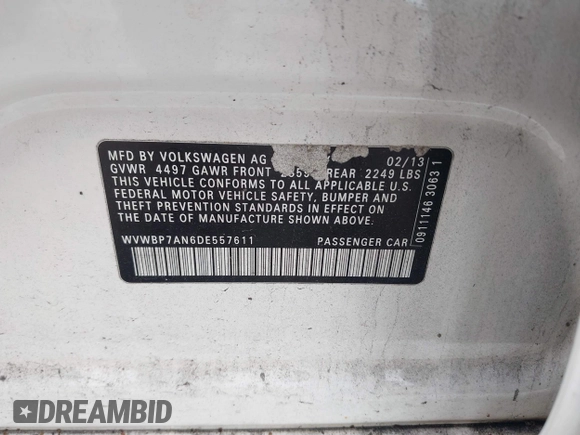 MFD BY VOLKSWAGEN AG 02/13
GVWR 4497 GAWR FRONT REAR 2249 LBS
THIS VEHICLE CONFORMS TO ALL APPLICABLE U.S.
FEDERAL MOTOR VEHICLE SAFETY, BUMPER AND
THEFT PREVENTION STANDARDS IN EFFECT ON
THE DATE OF MANUFACTURE SHOWN ABOVE.
WVWBP7AN6DE557611 PASSENGER CAR
0911146 3063 1
DREAMBID